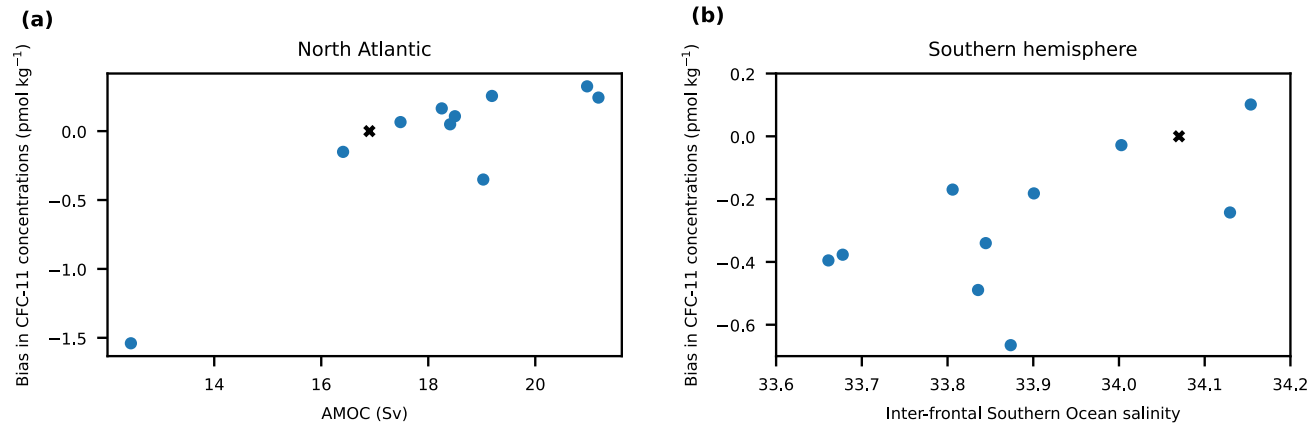 (a)
North Atlantic
Bias in CFC-11 concentrations (pmol kg⁻¹)
0.0
−0.5
−1.0
−1.5
14
16
18
20
AMOC (Sv)
(b)
Southern hemisphere
Bias in CFC-11 concentrations (pmol kg⁻¹)
0.2
0.0
−0.2
−0.4
−0.6
33.6
33.7
33.8
33.9
34.0
34.1
34.2
Inter-frontal Southern Ocean salinity